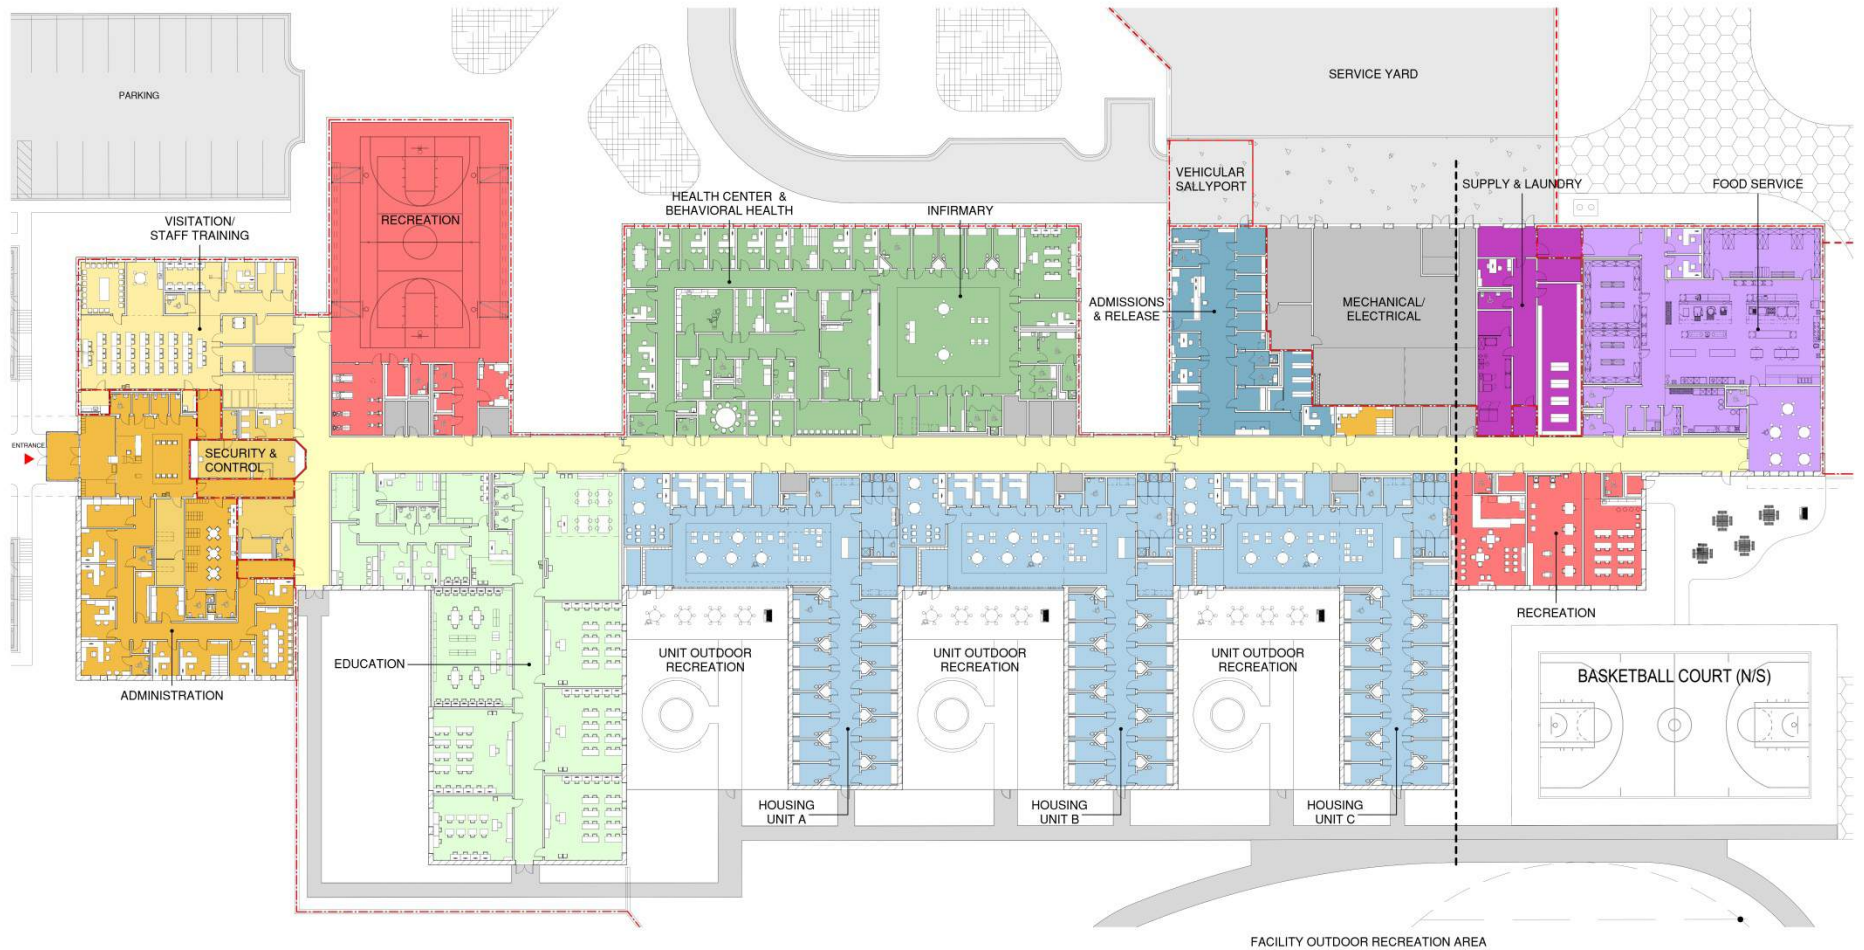 SERVICE YARD
PARKING
VEHICULAR
SALLYPORT
SUPPLY & LAUNDRY
FOOD SERVICE
HEALTH CENTER &
BEHAVIORAL HEALTH
INFIRMARY
VISITATION/
STAFF TRAINING
RECREATION
ADMISSIONS
& RELEASE
MECHANICAL/
ELECTRICAL
ENTRANCE
SECURITY &
CONTROL
RECREATION
EDUCATION
UNIT OUTDOOR
RECREATION
UNIT OUTDOOR
RECREATION
UNIT OUTDOOR
RECREATION
BASKETBALL COURT (N/S)
ADMINISTRATION
HOUSING
UNIT A
HOUSING
UNIT B
HOUSING
UNIT C
FACILITY OUTDOOR RECREATION AREA